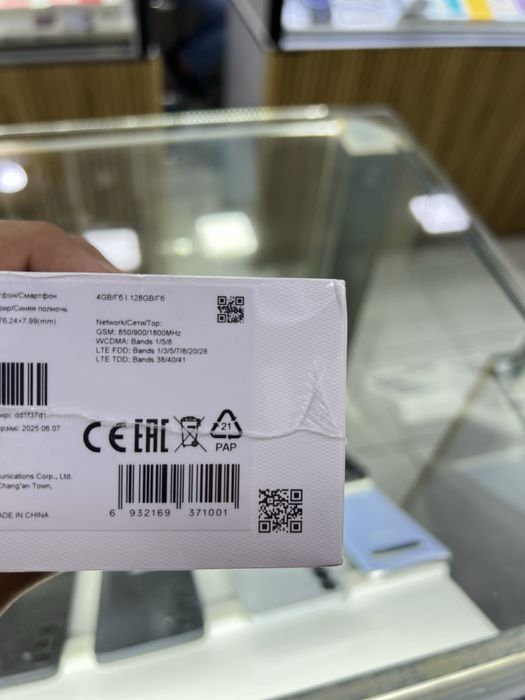 фон/Смартфон
ир/Синяя полночь
76.24×7.99(mm)
dd1f37d1
2025.06.07
unications Corp., Ltd.
Chang'an Town,
ADE IN CHINA
4GB/Гб | 128GB/Гб
Network/Сети/Тор:
GSM: 850/900/1800MHz
WCDMA: Bands 1/5/8
LTE FDD: Bands 1/3/5/7/8/20/28
LTE TDD: Bands 38/40/41
CE EAC
21
PAP
6 932169 371001